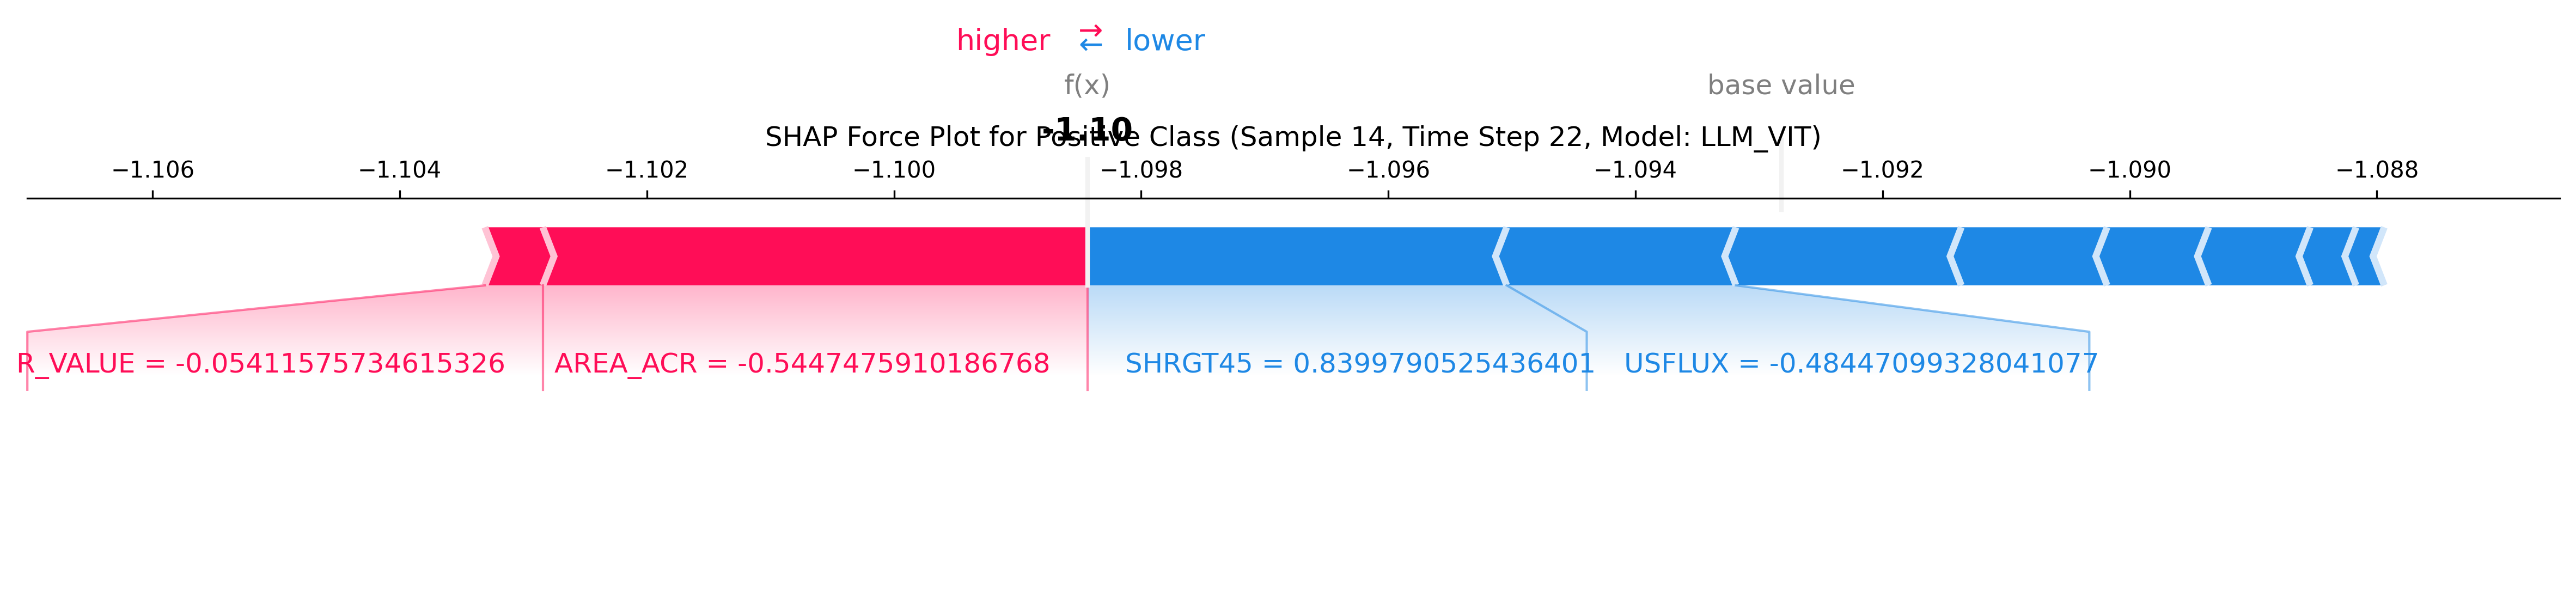 higher ⇄ lower
f(x) base value
-1.10
SHAP Force Plot for Positive Class (Sample 14, Time Step 22, Model: LLM_VIT)
−1.106 −1.104 −1.102 −1.100 −1.098 −1.096 −1.094 −1.092 −1.090 −1.088
R_VALUE = -0.05411575734615326 AREA_ACR = -0.5447475910186768 SHRGT45 = 0.8399790525436401 USFLUX = -0.48447099328041077